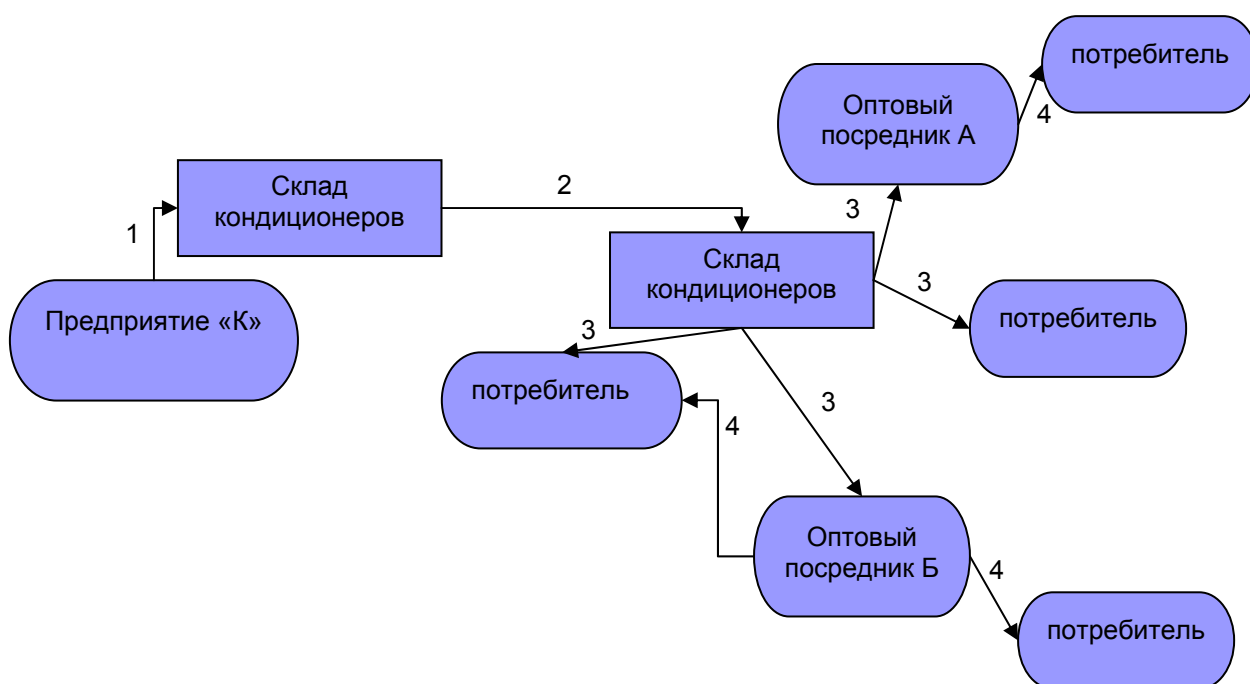 потребитель
Оптовый
посредник А
4
Склад
кондиционеров
2
3
1
Склад
кондиционеров
3
Предприятие «К»
потребитель
3
потребитель
3
4
Оптовый
посредник Б
4
потребитель